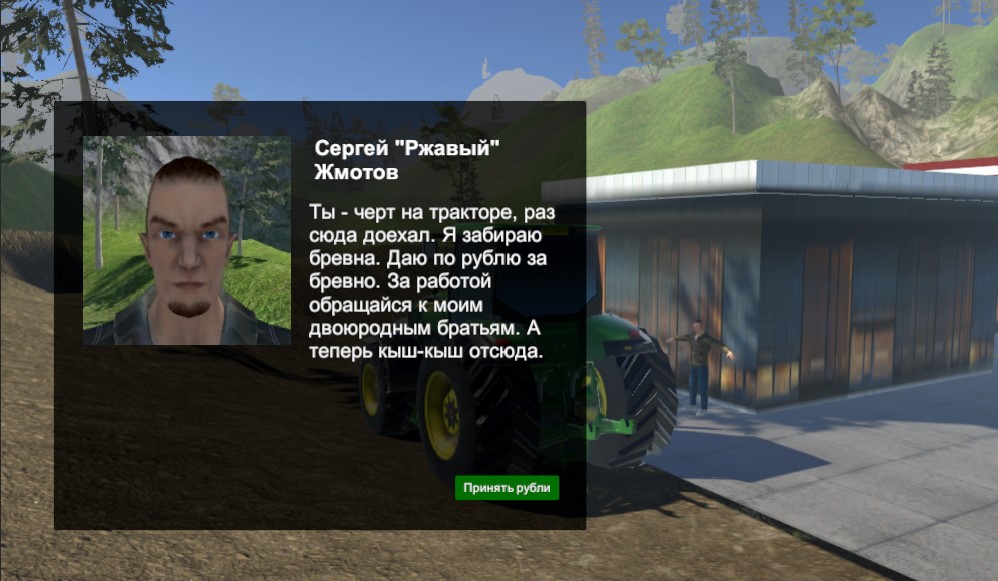 Сергей "Ржавый"
Жмотов
Ты - черт на тракторе, раз
сюда доехал. Я забираю
бревна. Даю по рублю за
бревно. За работой
обращайся к моим
двоюродным братьям. А
теперь кыш-кыш отсюда.
Принять рубли